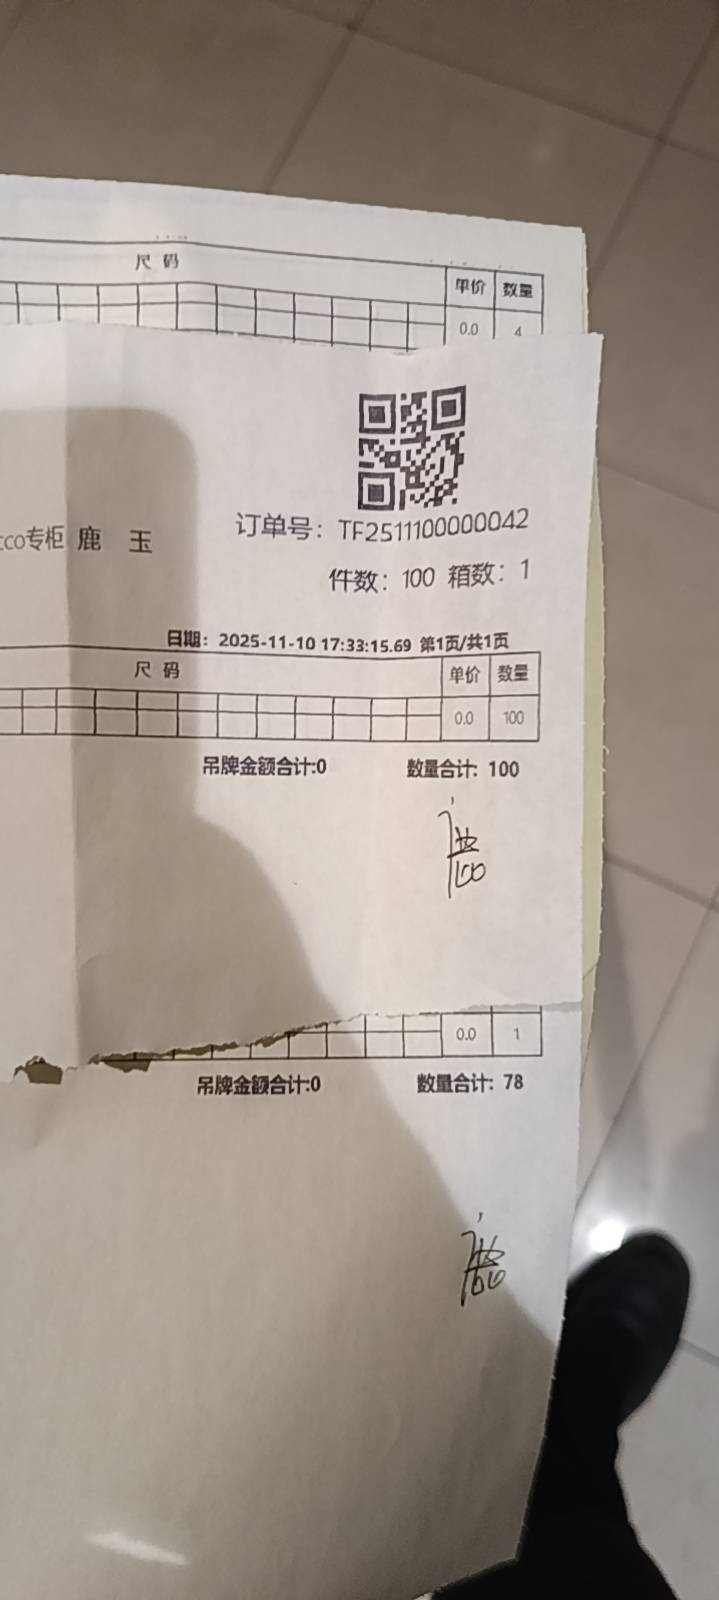 尺 码
单价 数量
0.0 4
cco专柜 鹿 玉
订单号：TF2511100000042
件数：100 箱数：1
日期：2025-11-10 17:33:15.69 第1页/共1页
尺 码 单价 数量
0.0 100
吊牌金额合计:0 数量合计: 100
0.0 1
吊牌金额合计:0 数量合计: 78